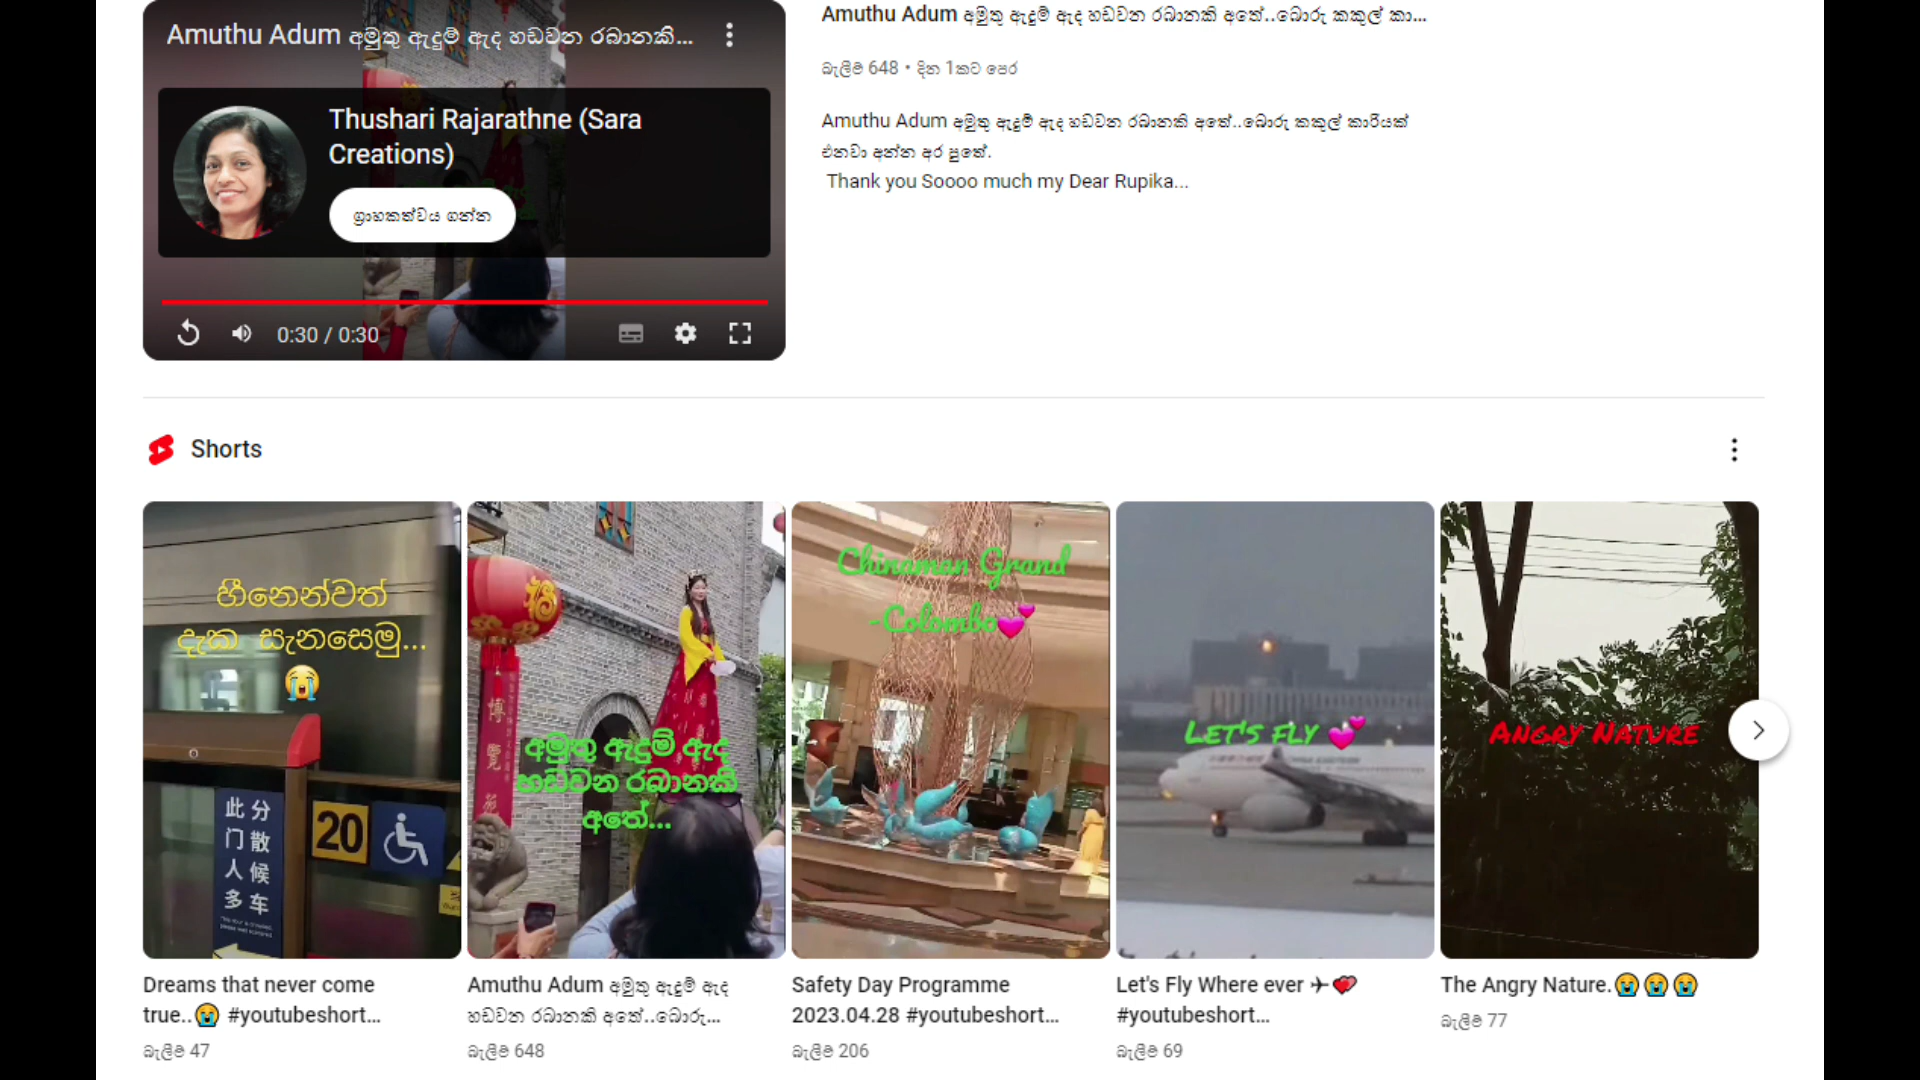 Amuthu Adum අමුතු ඇඳුම් ඇඳ හඩවන රබානකි...
Thushari Rajarathne (Sara
Creations)
ග්‍රාහකත්වය ගන්න
0:30 / 0:30
Amuthu Adum අමුතු ඇඳුම් ඇඳ හඩවන රබානකි අතේ..බොරු කකුල් කා...
බැලීම් 648 • දින 1කට පෙර
Amuthu Adum අමුතු ඇඳුම් ඇඳ හඩවන රබානකි අතේ..බොරු කකුල් කාරියක්
එනවා අන්න අර පුතේ.
Thank you Soooo much my Dear Rupika...
Shorts
හීනෙන්වත්
දැක සැනසෙමු...
😭
此分
门散
人候
多车
20
අමුතු ඇඳුම් ඇඳ
හඩවන රබානකි
අතේ...
Chinaman Grand
-Colombo💕
LET'S FLY 💕
ANGRY NATURE
Dreams that never come
true..😭 #youtubeshort...
බැලීම් 47
Amuthu Adum අමුතු ඇඳුම් ඇඳ
හඩවන රබානකි අතේ..බොරු...
බැලීම් 648
Safety Day Programme
2023.04.28 #youtubeshort...
බැලීම් 206
Let's Fly Where ever ✈💕
#youtubeshort...
බැලීම් 69
The Angry Nature.😭😭😭
බැලීම් 77